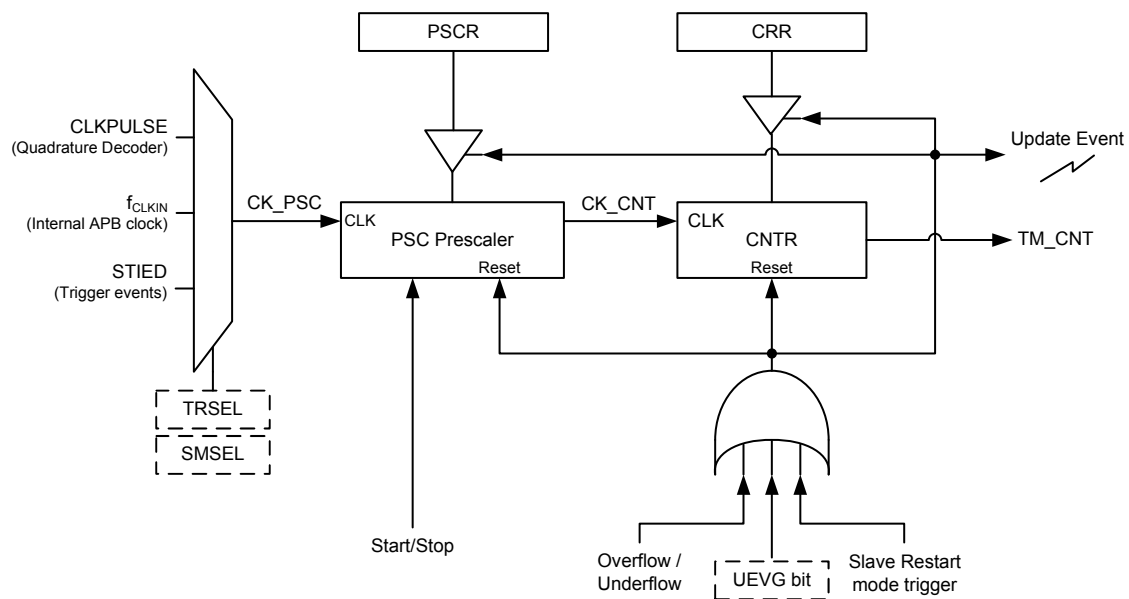 PSCR
CRR
CLKPULSE
(Quadrature Decoder)
Update Event
fCLKIN
(Internal APB clock)
CK_PSC
CLK
PSC Prescaler
Reset
CK_CNT
CLK
CNTR
Reset
TM_CNT
STIED
(Trigger events)
TRSEL
SMSEL
Start/Stop
Overflow /
Underflow
UEVG bit
Slave Restart
mode trigger